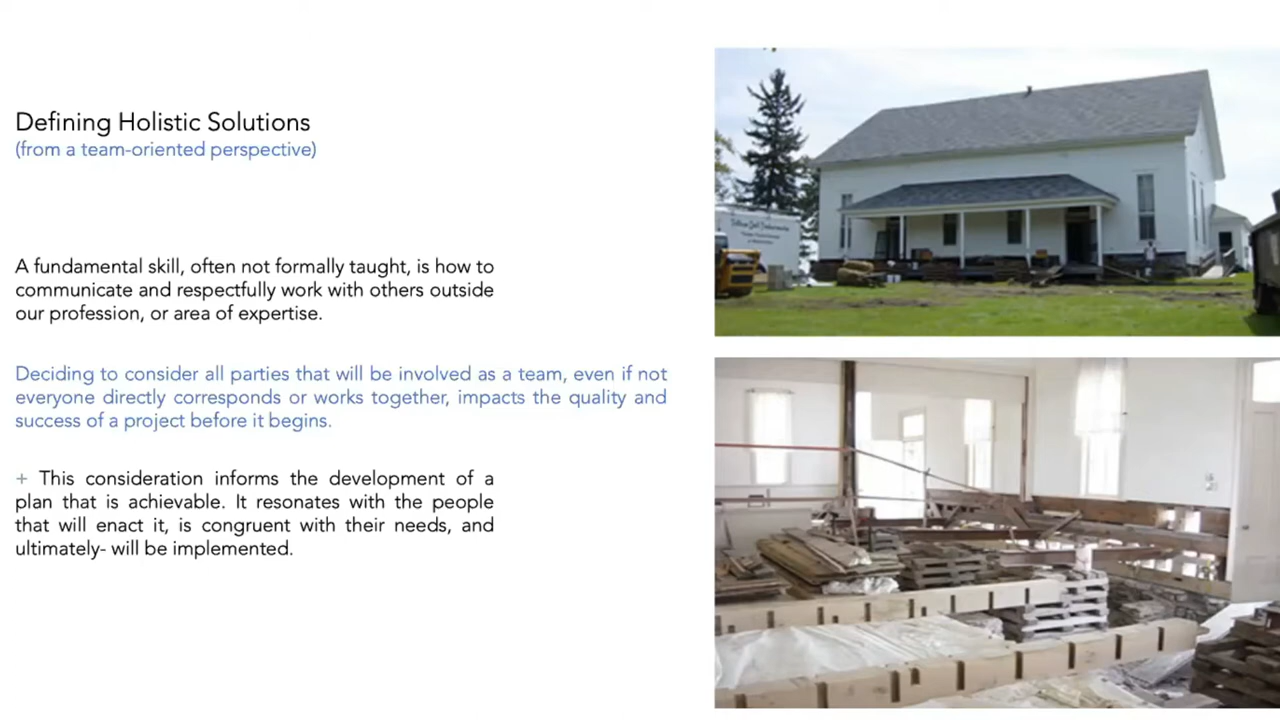 Defining Holistic Solutions
(from a team-oriented perspective)
A fundamental skill, often not formally taught, is how to
communicate and respectfully work with others outside
our profession, or area of expertise.
Deciding to consider all parties that will be involved as a team, even if not
everyone directly corresponds or works together, impacts the quality and
success of a project before it begins.
+ This consideration informs the development of a
plan that is achievable. It resonates with the people
that will enact it, is congruent with their needs, and
ultimately- will be implemented.